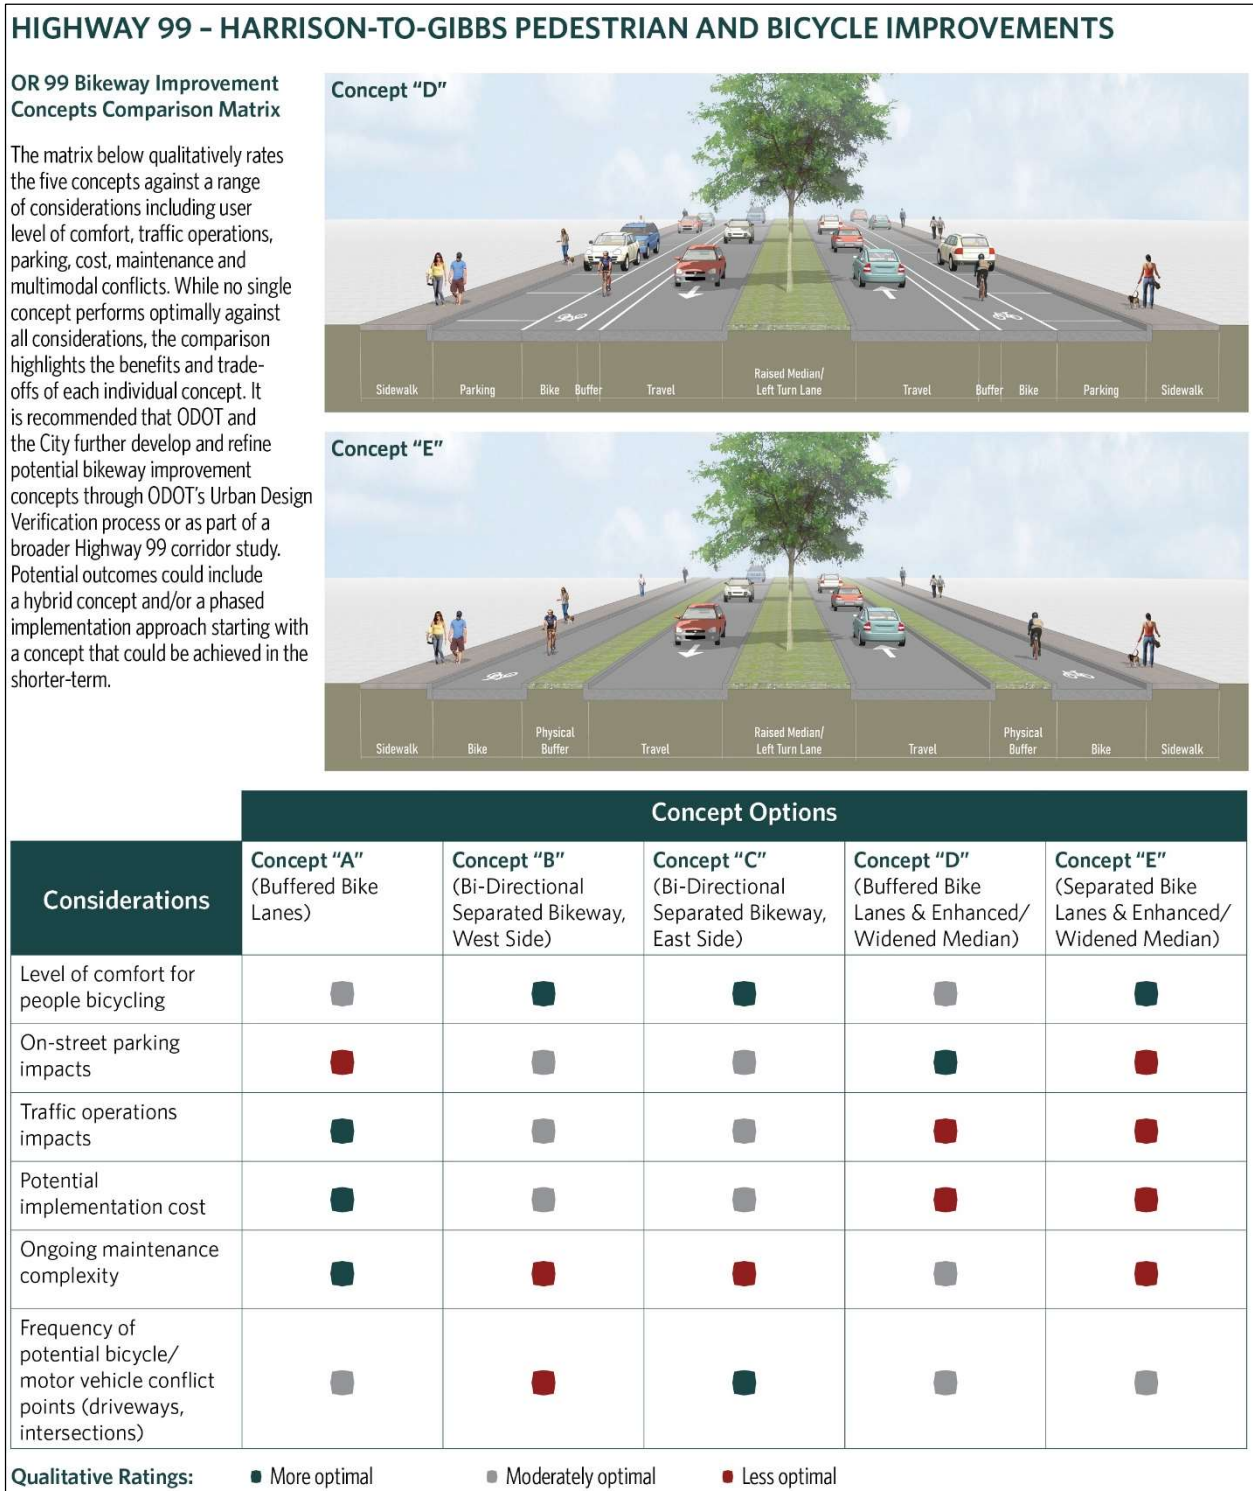 HIGHWAY 99 – HARRISON-TO-GIBBS PEDESTRIAN AND BICYCLE IMPROVEMENTS
OR 99 Bikeway Improvement
Concepts Comparison Matrix
The matrix below qualitatively rates
the five concepts against a range
of considerations including user
level of comfort, traffic operations,
parking, cost, maintenance and
multimodal conflicts. While no single
concept performs optimally against
all considerations, the comparison
highlights the benefits and trade-
offs of each individual concept. It
is recommended that ODOT and
the City further develop and refine
potential bikeway improvement
concepts through ODOT's Urban Design
Verification process or as part of a
broader Highway 99 corridor study.
Potential outcomes could include
a hybrid concept and/or a phased
implementation approach starting with
a concept that could be achieved in the
shorter-term.
Concept "D"
Raised Median/
Sidewalk Parking Bike Buffer Travel Left Turn Lane Travel Buffer Bike Parking Sidewalk
Concept "E"
Physical Raised Median/ Physical
Sidewalk Bike Buffer Travel Left Turn Lane Travel Buffer Bike Sidewalk
Concept Options
Considerations
Concept "A"
(Buffered Bike
Lanes)
Concept "B"
(Bi-Directional
Separated Bikeway,
West Side)
Concept "C"
(Bi-Directional
Separated Bikeway,
East Side)
Concept "D"
(Buffered Bike
Lanes & Enhanced/
Widened Median)
Concept "E"
(Separated Bike
Lanes & Enhanced/
Widened Median)
Level of comfort for
people bicycling
On-street parking
impacts
Traffic operations
impacts
Potential
implementation cost
Ongoing maintenance
complexity
Frequency of
potential bicycle/
motor vehicle conflict
points (driveways,
intersections)
Qualitative Ratings: More optimal Moderately optimal Less optimal